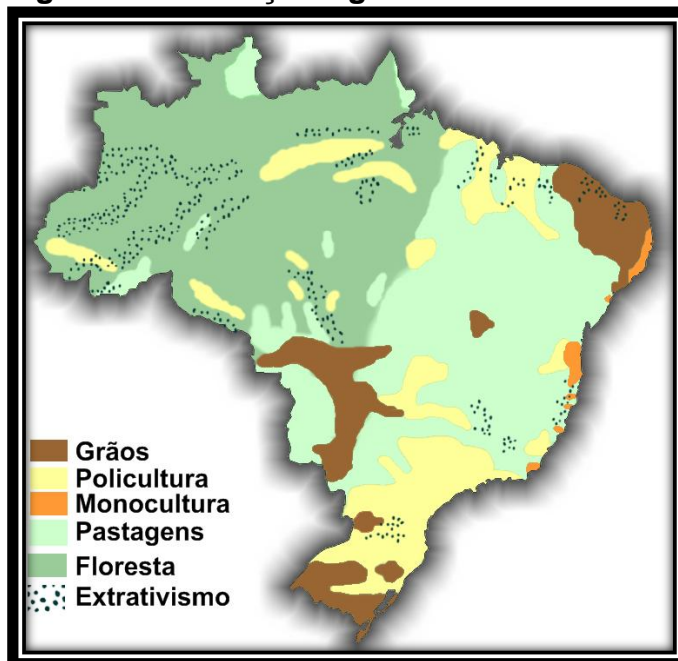 Grãos
Policultura
Monocultura
Pastagens
Floresta
Extrativismo